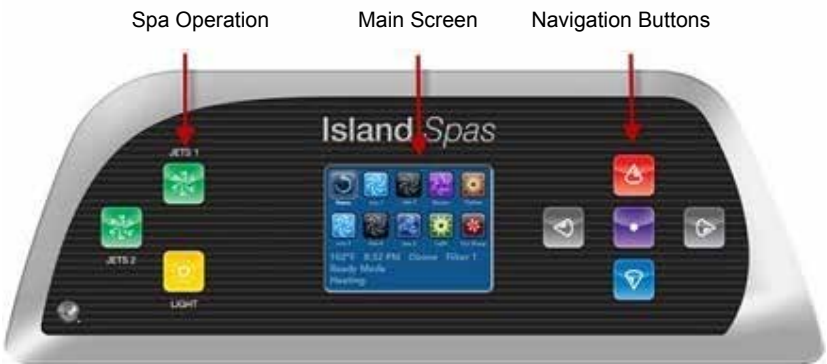 Spa Operation
Main Screen
Navigation Buttons
Island Spas
JETS 1
JETS 2
LIGHT
102°F 8:52 PM Ozone Filter 1
Ready Mode
Heating